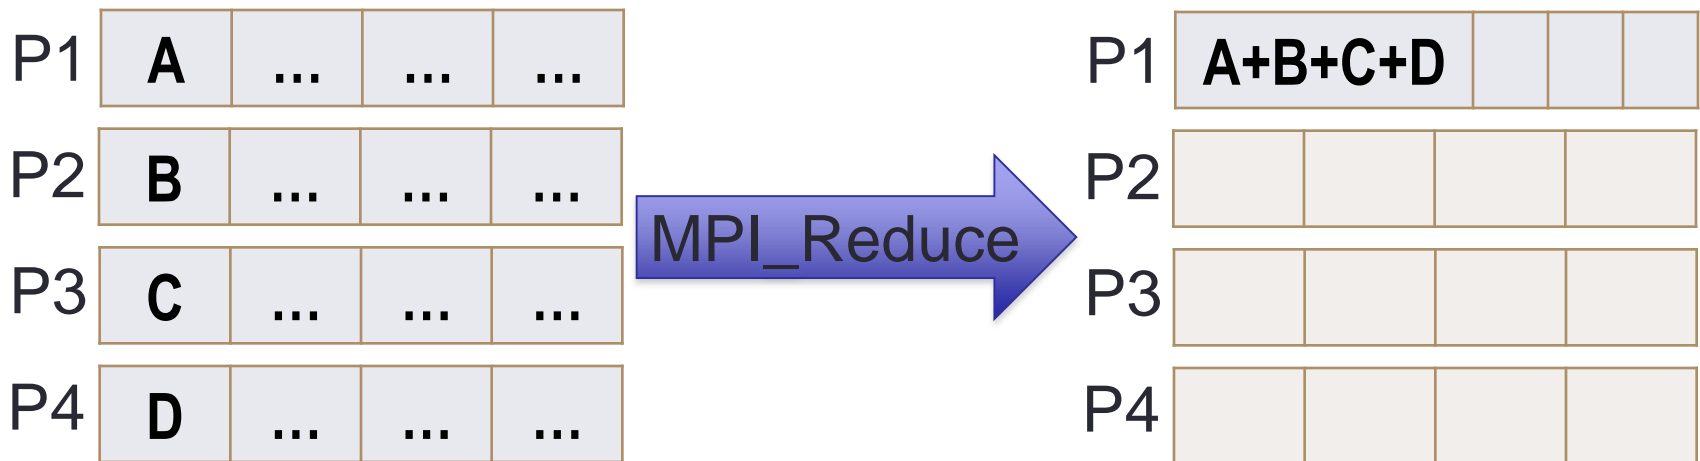 P1 A ... ... ...
P2 B ... ... ...
P3 C ... ... ...
P4 D ... ... ...
MPI_Reduce
P1 A+B+C+D
P2
P3
P4